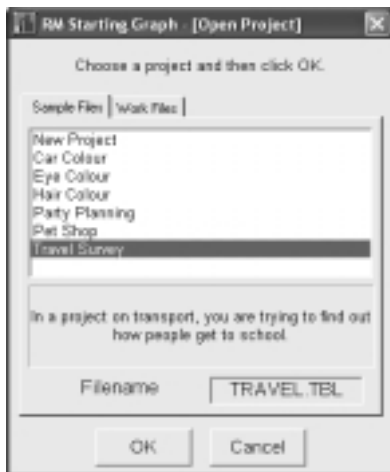 RM Starting Graph - [Open Project]
Choose a project and then click OK.
Sample Files Work Files
New Project
Car Colour
Eye Colour
Hair Colour
Party Planning
Pet Shop
Travel Survey
In a project on transport, you are trying to find out
how people get to school.
Filename TRAVEL.TBL
OK Cancel